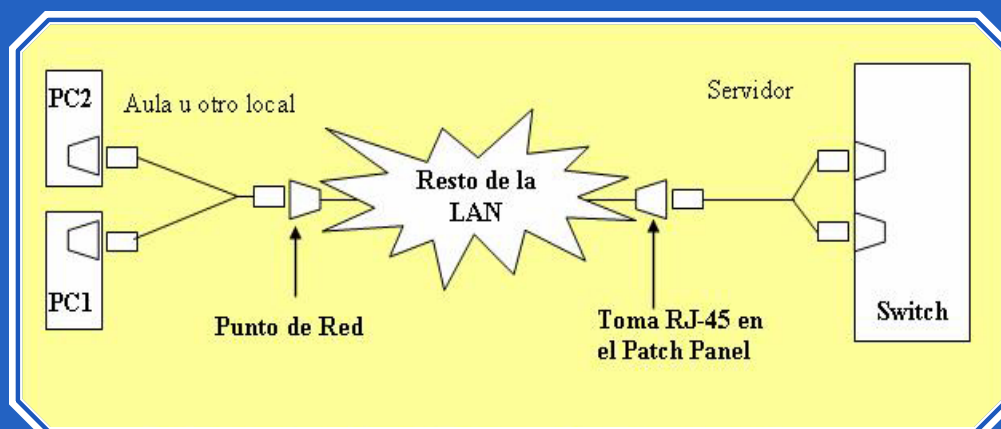 PC2
Aula u otro local
Servidor
Resto de la
LAN
PC1
Punto de Red
Toma RJ-45 en
el Patch Panel
Switch